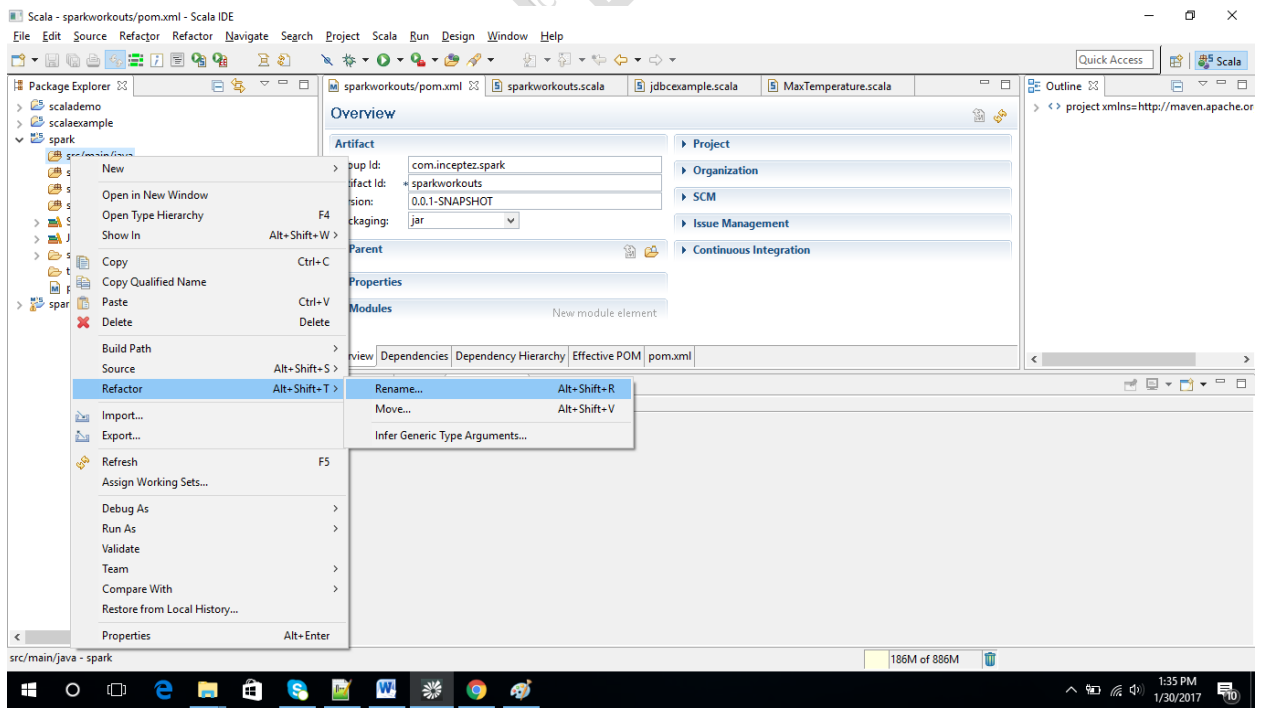 Scala - sparkworkouts/pom.xml - Scala IDE
File Edit Source Refactor Refactor Navigate Search Project Scala Run Design Window Help
Quick Access
Scala
Package Explorer
scalademo
scalaexample
spark
src/main/java
spar
sparkworkouts/pom.xml
sparkworkouts.scala
jdbcexample.scala
MaxTemperature.scala
Overview
Artifact
oup Id: com.inceptez.spark
ifact Id: * sparkworkouts
rsion: 0.0.1-SNAPSHOT
ckaging: jar
Parent
Properties
Modules
New module element
Project
Organization
SCM
Issue Management
Continuous Integration
rview Dependencies Dependency Hierarchy Effective POM pom.xml
Outline
project xmlns=http://maven.apache.or
New
Open in New Window
Open Type Hierarchy F4
Show In Alt+Shift+W >
Copy Ctrl+C
Copy Qualified Name
Paste Ctrl+V
Delete Delete
Build Path
Source Alt+Shift+S >
Refactor Alt+Shift+T >
Import...
Export...
Refresh F5
Assign Working Sets...
Debug As
Run As
Validate
Team
Compare With
Restore from Local History...
Properties Alt+Enter
Rename... Alt+Shift+R
Move... Alt+Shift+V
Infer Generic Type Arguments...
src/main/java - spark
186M of 886M
1:35 PM
1/30/2017